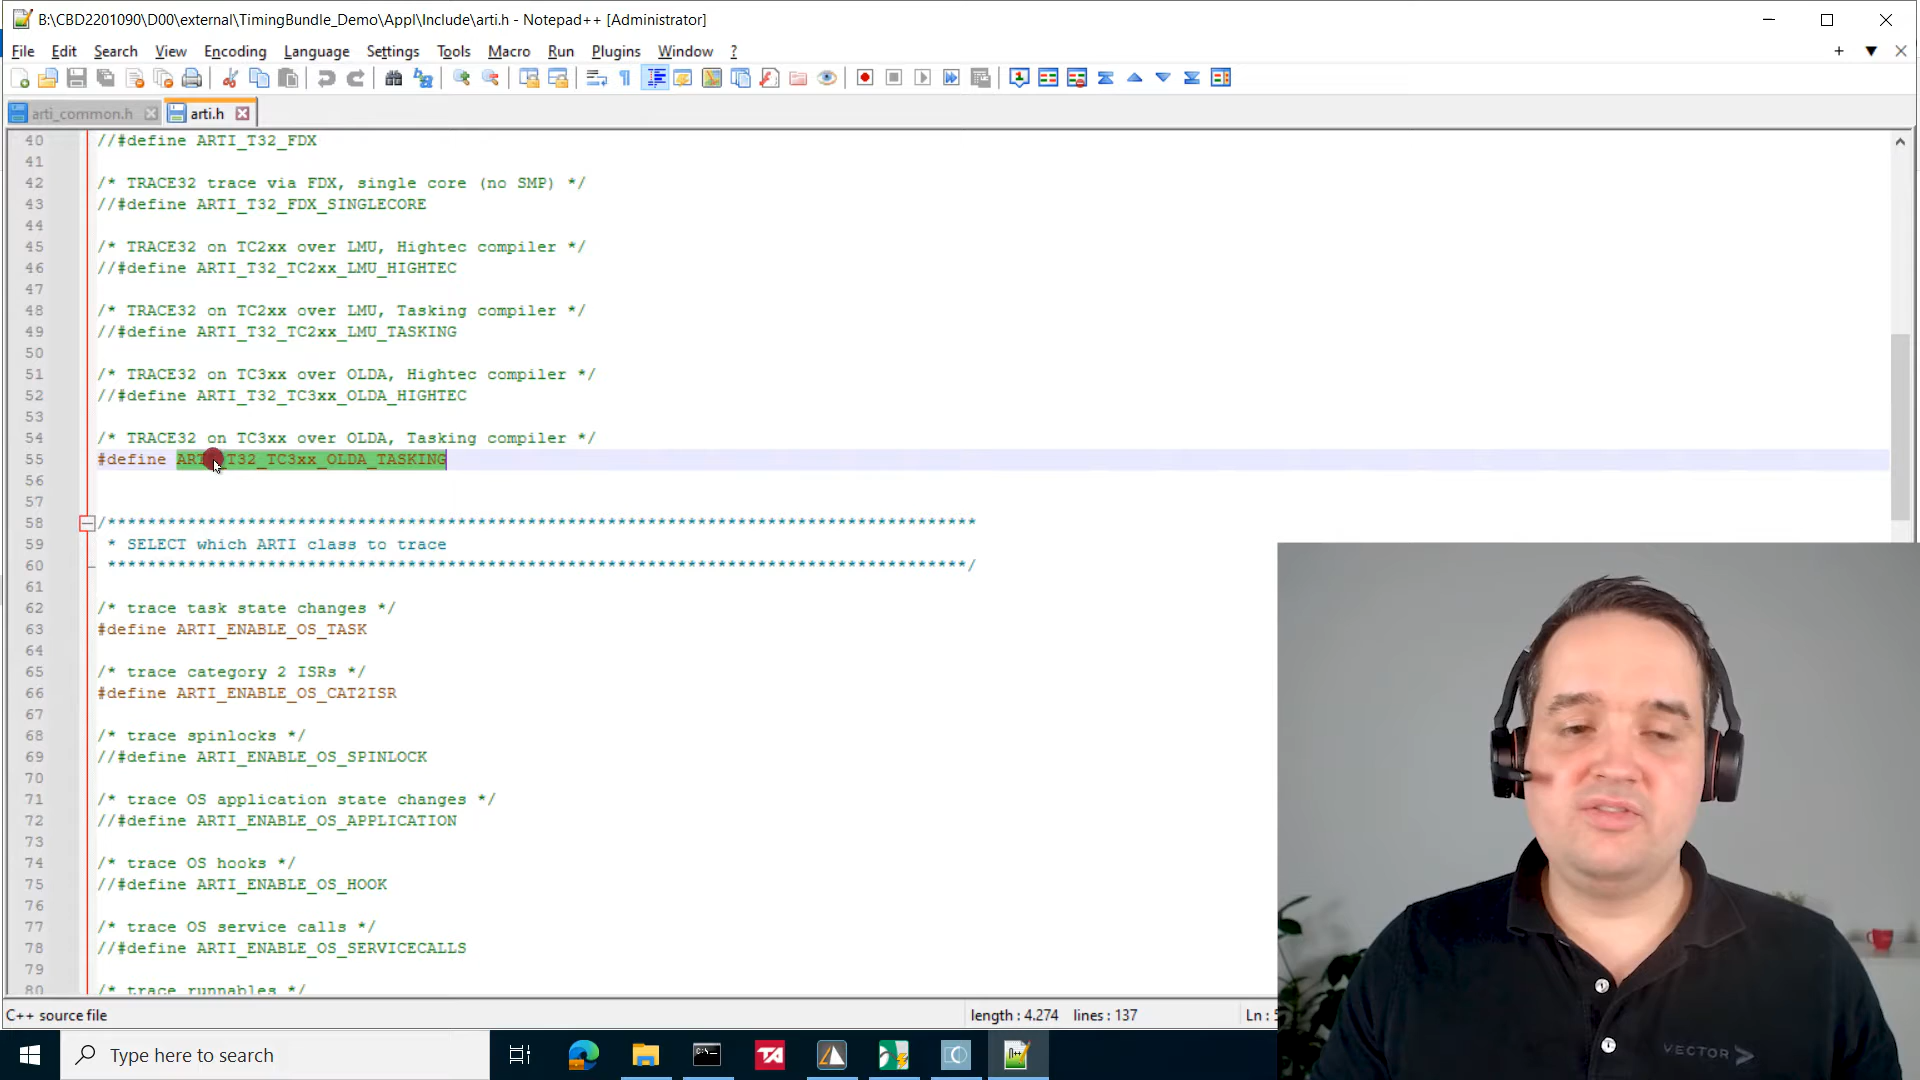 B:\CBD2201090\D00\external\TimingBundle_Demo\Appl\Include\arti.h - Notepad++ [Administrator]
File Edit Search View Encoding Language Settings Tools Macro Run Plugins Window ?
arti_common.h arti.h
40 //#define ARTI_T32_FDX
41
42 /* TRACE32 trace via FDX, single core (no SMP) */
43 //#define ARTI_T32_FDX_SINGLECORE
44
45 /* TRACE32 on TC2xx over LMU, Hightec compiler */
46 //#define ARTI_T32_TC2xx_LMU_HIGHTEC
47
48 /* TRACE32 on TC2xx over LMU, Tasking compiler */
49 //#define ARTI_T32_TC2xx_LMU_TASKING
50
51 /* TRACE32 on TC3xx over OLDA, Hightec compiler */
52 //#define ARTI_T32_TC3xx_OLDA_HIGHTEC
53
54 /* TRACE32 on TC3xx over OLDA, Tasking compiler */
55 #define ARTI_T32_TC3xx_OLDA_TASKING
56
57
58 /**************************************************************************************
59 * SELECT which ARTI class to trace
60 **************************************************************************************/
61
62 /* trace task state changes */
63 #define ARTI_ENABLE_OS_TASK
64
65 /* trace category 2 ISRs */
66 #define ARTI_ENABLE_OS_CAT2ISR
67
68 /* trace spinlocks */
69 //#define ARTI_ENABLE_OS_SPINLOCK
70
71 /* trace OS application state changes */
72 //#define ARTI_ENABLE_OS_APPLICATION
73
74 /* trace OS hooks */
75 //#define ARTI_ENABLE_OS_HOOK
76
77 /* trace OS service calls */
78 //#define ARTI_ENABLE_OS_SERVICECALLS
79
80 /* trace runnables */
C++ source file length : 4.274 lines : 137 Ln :
Type here to search
TA
VECTOR